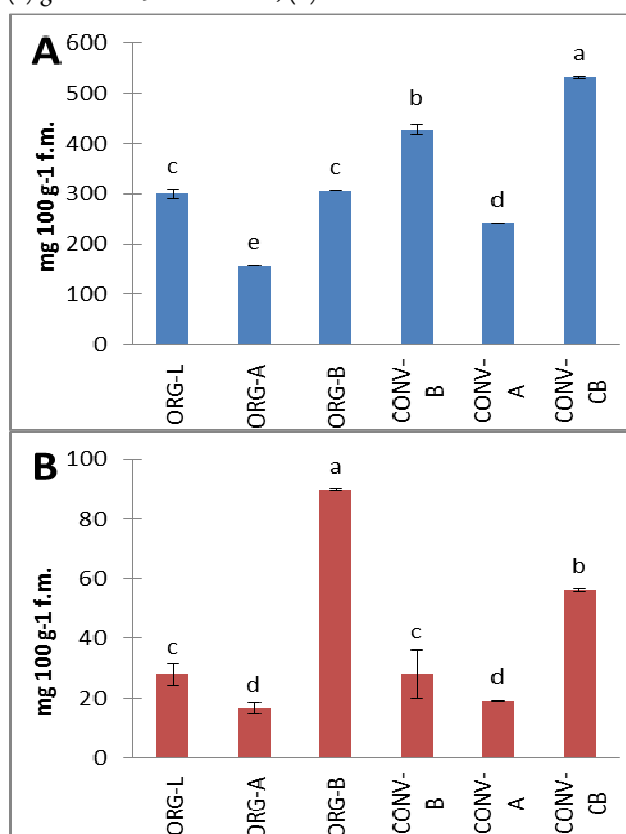 A
600
500
400
300
200
100
0
mg 100 g-1 f.m.
c
e
c
b
d
a
ORG-L
ORG-A
ORG-B
CONV-
B
CONV-
A
CONV-
CB
B
100
80
60
40
20
0
mg 100 g-1 f.m.
c
d
a
c
d
b
ORG-L
ORG-A
ORG-B
CONV-
B
CONV-
A
CONV-
CB